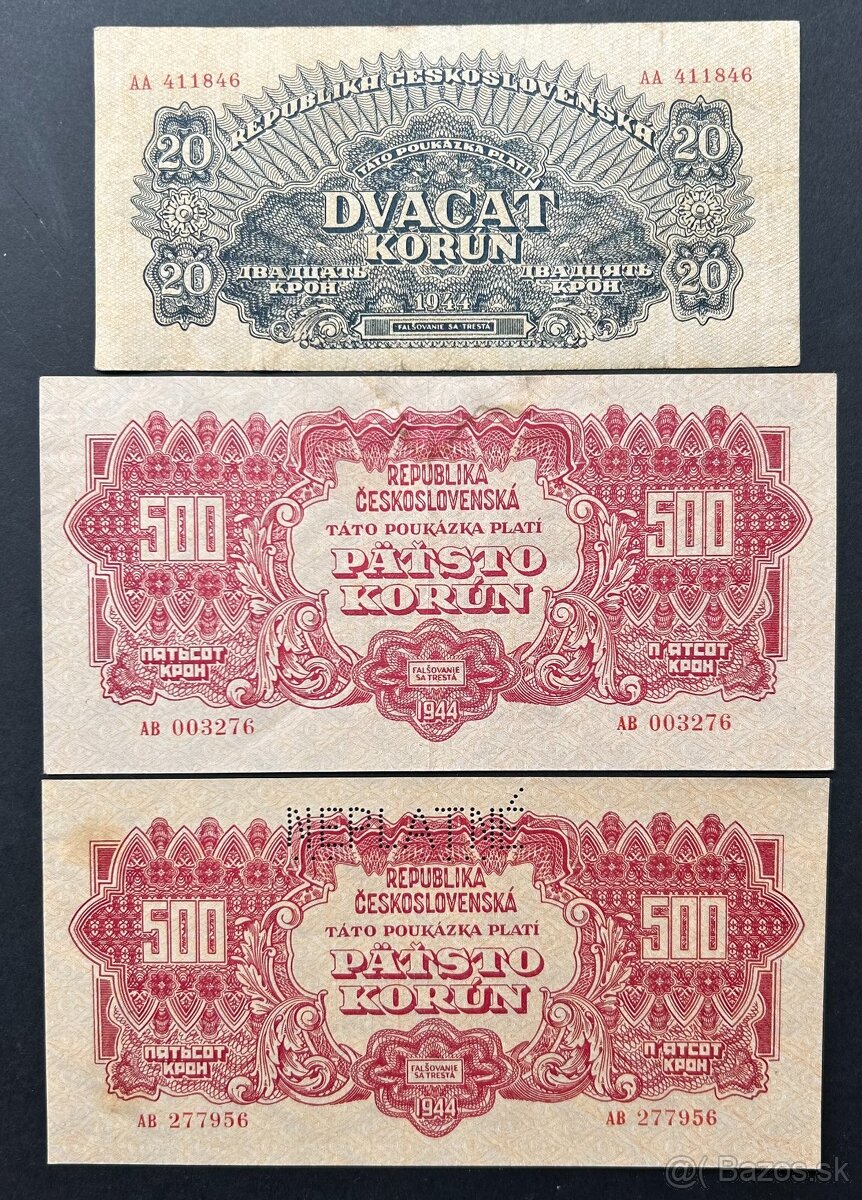 AA 411846 AA 411846
REPUBLIKA ČESKOSLOVENSKÁ
20 20
TÁTO POUKÁZKA PLATÍ
DVACAŤ
KORÚN
ДВАДЦАТЬ ДВАДЦЯТЬ
КРОН КРОН
20 20
1944
FALŠOVANIE SA TRESTÁ
REPUBLIKA
ČESKOSLOVENSKÁ
500 500
TÁTO POUKÁZKA PLATÍ
PÄŤSTO
KORÚN
ПЯТЬСОТ П'ЯТСОТ
КРОН КРОН
FALŠOVANIE
SA TRESTÁ
1944
AB 003276 AB 003276
NEPLATNÉ
REPUBLIKA
ČESKOSLOVENSKÁ
500 500
TÁTO POUKÁZKA PLATÍ
PÄŤSTO
KORÚN
ПЯТЬСОТ П'ЯТСОТ
КРОН КРОН
FALŠOVANIE
SA TRESTÁ
1944
AB 277956 AB 277956
@( Bazos.sk